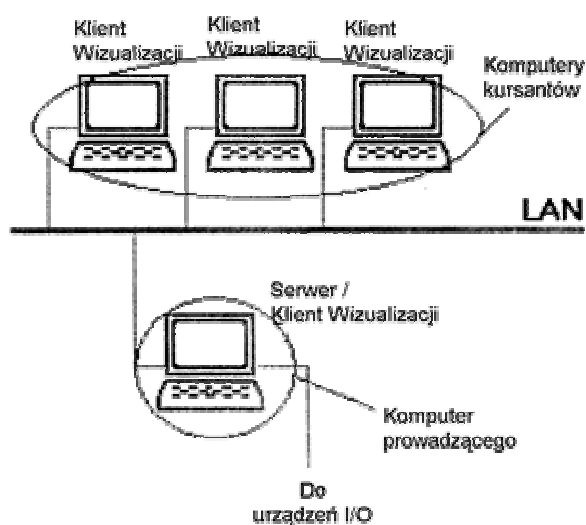 Klient
Wizualizacji
Klient
Wizualizacji
Klient
Wizualizacji
Komputery
kursantów
LAN
Serwer /
Klient Wizualizacji
Komputer
prowadzącego
Do
urządzeń I/O